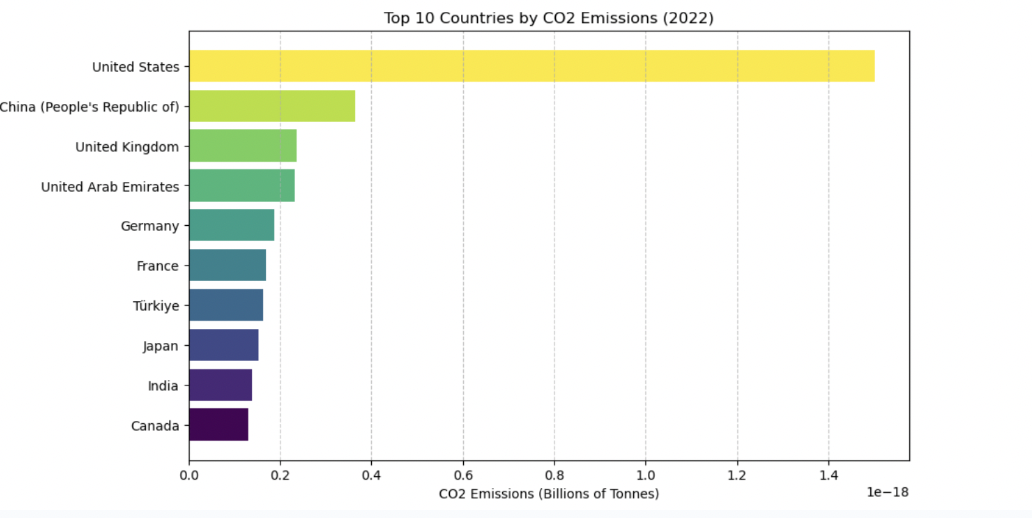 Top 10 Countries by CO2 Emissions (2022)
United States
China (People's Republic of)
United Kingdom
United Arab Emirates
Germany
France
Türkiye
Japan
India
Canada
0.0 0.2 0.4 0.6 0.8 1.0 1.2 1.4
1e−18
CO2 Emissions (Billions of Tonnes)